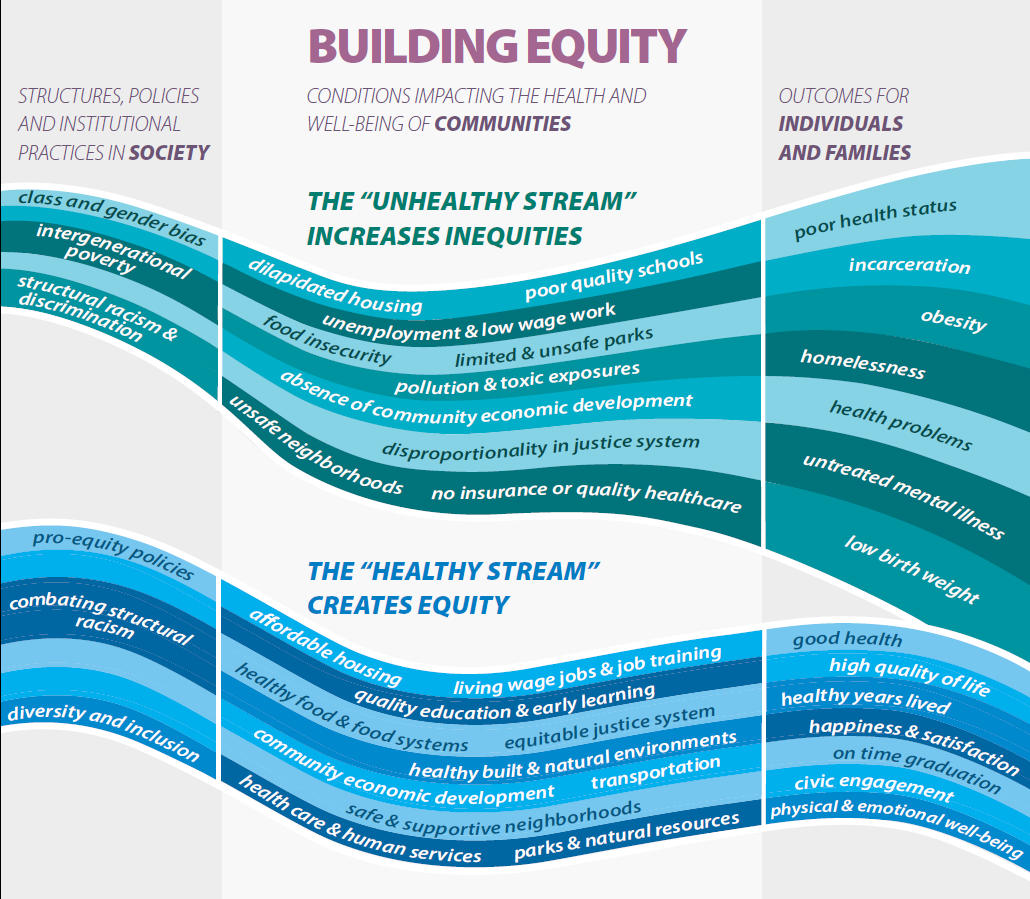 BUILDING EQUITY
STRUCTURES, POLICIES
AND INSTITUTIONAL
PRACTICES IN SOCIETY
CONDITIONS IMPACTING THE HEALTH AND
WELL-BEING OF COMMUNITIES
OUTCOMES FOR
INDIVIDUALS
AND FAMILIES
THE “UNHEALTHY STREAM”
INCREASES INEQUITIES
class and gender bias
intergenerational
poverty
structural racism &
discrimination
dilapidated housing
poor quality schools
unemployment & low wage work
food insecurity
limited & unsafe parks
pollution & toxic exposures
absence of community economic development
disproportionality in justice system
unsafe neighborhoods
no insurance or quality healthcare
poor health status
incarceration
obesity
homelessness
health problems
untreated mental illness
low birth weight
THE “HEALTHY STREAM”
CREATES EQUITY
pro-equity policies
combating structural
racism
diversity and inclusion
affordable housing
living wage jobs & job training
quality education & early learning
healthy food & food systems
equitable justice system
healthy built & natural environments
community economic development
transportation
safe & supportive neighborhoods
health care & human services
parks & natural resources
good health
high quality of life
healthy years lived
happiness & satisfaction
on time graduation
civic engagement
physical & emotional well-being